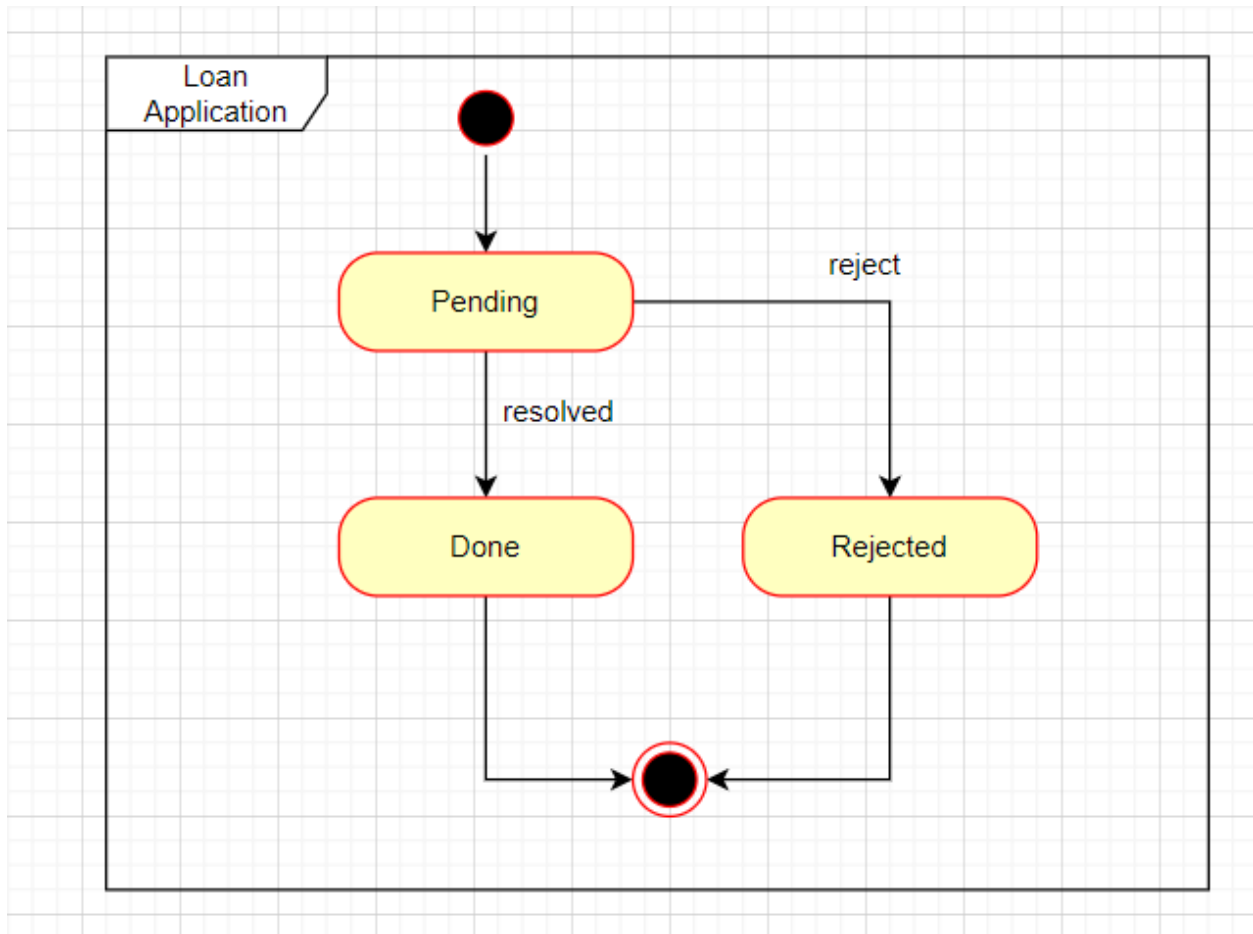 Loan
Application
reject
Pending
resolved
Done
Rejected